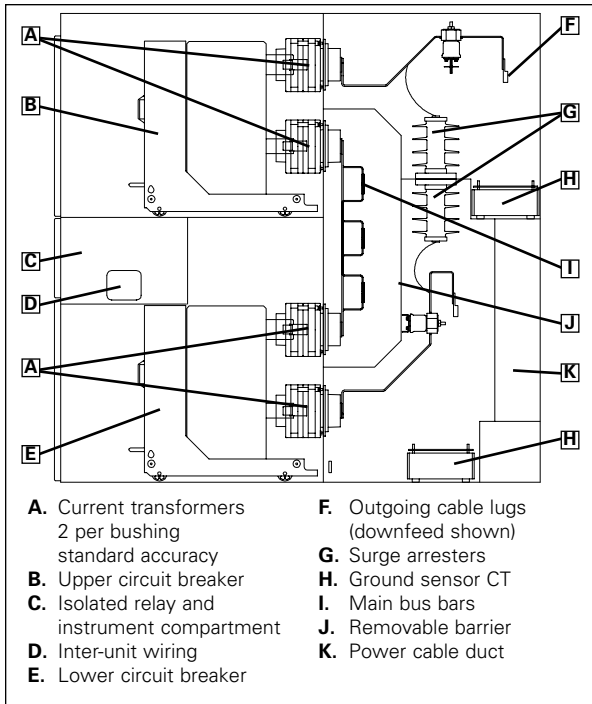 A
B
C
D
A
E
F
G
H
I
J
K
H
A. Current transformers
2 per bushing
standard accuracy
B. Upper circuit breaker
C. Isolated relay and
instrument compartment
D. Inter-unit wiring
E. Lower circuit breaker
F. Outgoing cable lugs
(downfeed shown)
G. Surge arresters
H. Ground sensor CT
I. Main bus bars
J. Removable barrier
K. Power cable duct